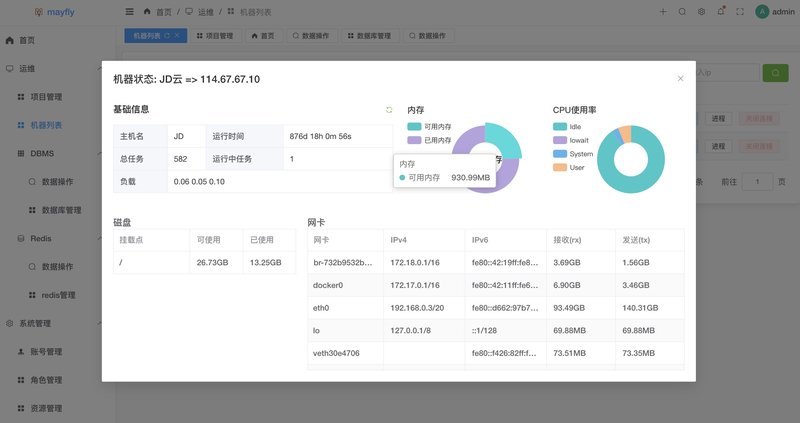 mayfly
首页 / 运维 / 机器列表
admin
机器列表 项目管理 首页 数据操作 数据库管理 数据操作
首页
运维
项目管理
机器列表
DBMS
数据操作
数据库管理
Redis
数据操作
redis管理
系统管理
账号管理
角色管理
资源管理
机器状态: JD云 => 114.67.67.10
基础信息
主机名 JD 运行时间 876d 18h 0m 56s
总任务 582 运行中任务 1
负载 0.06 0.05 0.10
内存
可用内存
已用内存
存
内存
可用内存 930.99MB
CPU使用率
Idle
Iowait
System
User
磁盘
挂载点 可使用 已使用
/ 26.73GB 13.25GB
网卡
网卡 IPv4 IPv6 接收(rx) 发送(tx)
br-732b9532b... 172.18.0.1/16 fe80::42:19ff:fe8... 3.69GB 1.56GB
docker0 172.17.0.1/16 fe80::42:11ff:fe6... 6.90GB 3.46GB
eth0 192.168.0.3/20 fe80::d662:97b7... 93.49GB 140.31GB
lo 127.0.0.1/8 ::1/128 69.88MB 69.88MB
veth30e4706 fe80::f426:82ff:f... 73.51MB 73.35MB
入ip
进程 关闭连接
进程 关闭连接
条 前往 1 页